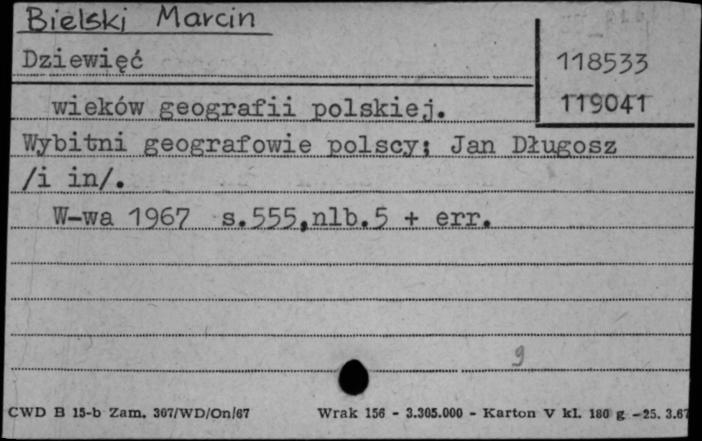 Bielski Marcin
Dziewięć
118533
119041
wieków geografii polskiej.
Wybitni geografowie polscy; Jan Długosz
/i in/.
W-wa 1967 s.555,nlb.5 + err.
9
CWD B 15-b Zam. 307/WD/On/67 Wrak 156 - 3.305.000 - Karton V kl. 180 g -25. 3.67